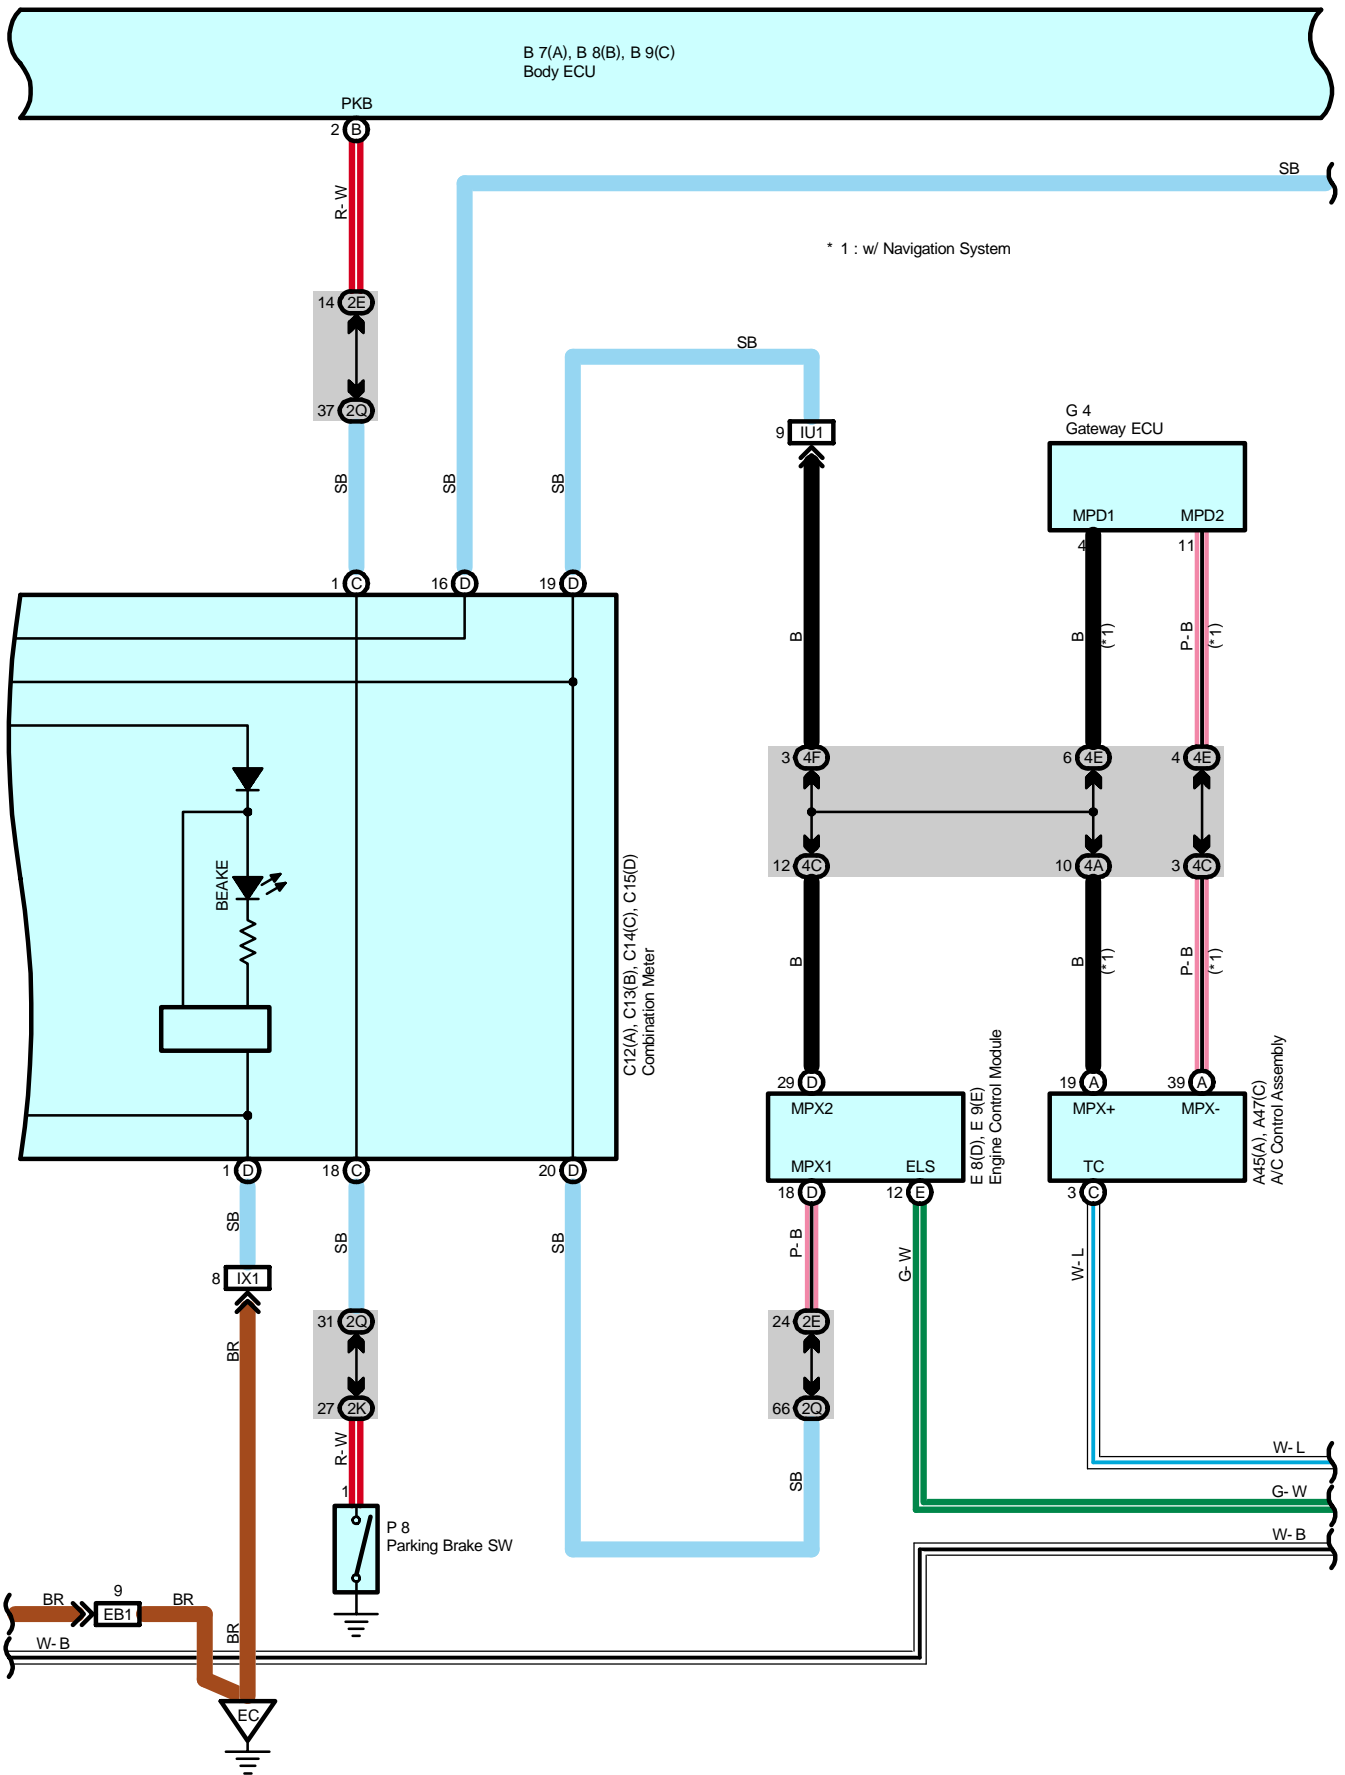 B 7(A), B 8(B), B 9(C)
Body ECU
PKB
2 B
R- W
SB
* 1 : w/ Navigation System
14 2E
37 2Q
SB
9 IU1
G 4
Gateway ECU
MPD1 MPD2
4 11
SB
SB
SB
1 C
16 D
19 D
B
B
(* 1)
P- B
(* 1)
3 4F
6 4E
4 4E
12 4C
10 4A
3 4C
BEAKE
C12(A), C13(B), C14(C), C15(D)
Combination Meter
B
B
(* 1)
P- B
(* 1)
29 D
19 A
39 A
MPX2
MPX1 ELS
E 8(D), E 9(E)
Engine Control Module
MPX+ MPX-
TC
A45(A), A47(C)
A/C Control Assembly
1 D
18 C
20 D
18 D
12 E
3 C
SB
SB
SB
P- B
G- W
W- L
8 IX1
31 2Q
24 2E
BR
27 2K
66 2Q
R- W
SB
W- L
1
G- W
P 8
Parking Brake SW
W- B
9
BR
EB1
BR
BR
W- B
EC